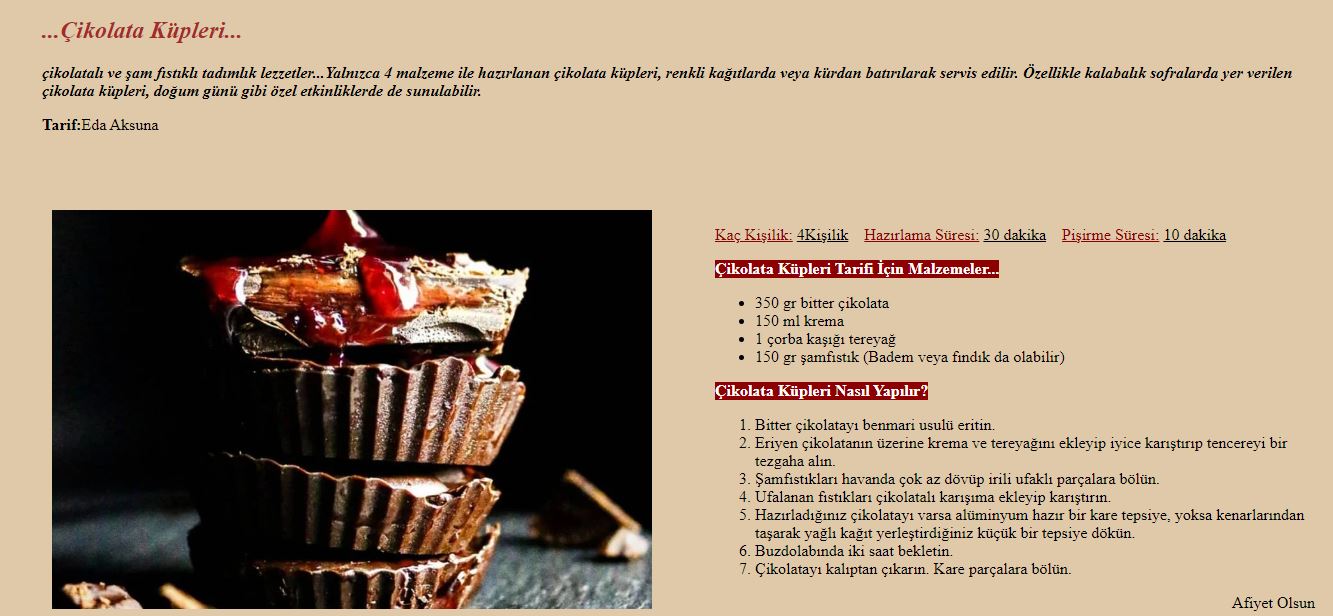 ...Çikolata Küpleri...
çikolatalı ve şam fıstıklı tadımlık lezzetler...Yalnızca 4 malzeme ile hazırlanan çikolata küpleri, renkli kağıtlarda veya kürdan batırılarak servis edilir. Özellikle kalabalık sofralarda yer verilen
çikolata küpleri, doğum günü gibi özel etkinliklerde de sunulabilir.
Tarif:Eda Aksuna
Kaç Kişilik: 4Kişilik Hazırlama Süresi: 30 dakika Pişirme Süresi: 10 dakika
Çikolata Küpleri Tarifi İçin Malzemeler...
• 350 gr bitter çikolata
• 150 ml krema
• 1 çorba kaşığı tereyağ
• 150 gr şamfıstık (Badem veya fındık da olabilir)
Çikolata Küpleri Nasıl Yapılır?
1. Bitter çikolatayı benmari usulü eritin.
2. Eriyen çikolatanın üzerine krema ve tereyağını ekleyip iyice karıştırıp tencereyi bir
tezgaha alın.
3. Şamfıstıkları havanda çok az dövüp irili ufaklı parçalara bölün.
4. Ufalanan fıstıkları çikolatalı karışıma ekleyip karıştırın.
5. Hazırladığınız çikolatayı varsa alüminyum hazır bir kare tepsiye, yoksa kenarlarından
taşarak yağlı kağıt yerleştirdiğiniz küçük bir tepsiye dökün.
6. Buzdolabında iki saat bekletin.
7. Çikolatayı kalıptan çıkarın. Kare parçalara bölün.
Afiyet Olsun